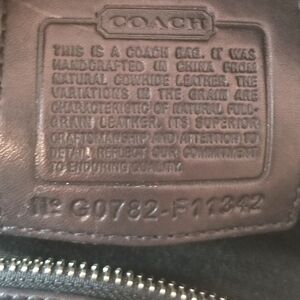 COACH
THIS IS A COACH BAG. IT WAS
HANDCRAFTED IN CHINA FROM
NATURAL COWHIDE LEATHER. THE
VARIATIONS IN THE GRAIN ARE
CHARACTERISTIC OF NATURAL FULL-
GRAIN LEATHER. ITS SUPERIOR
CRAFTSMANSHIP AND ATTENTION TO
DETAIL REFLECT OUR COMMITMENT
TO ENDURING QUALITY.
Nº G0782-F11342